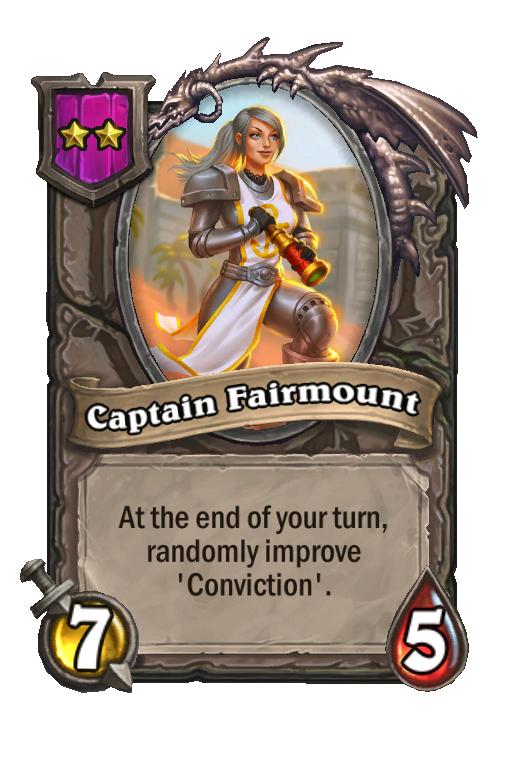 Captain Fairmount
At the end of your turn,
randomly improve
'Conviction'.
7
5